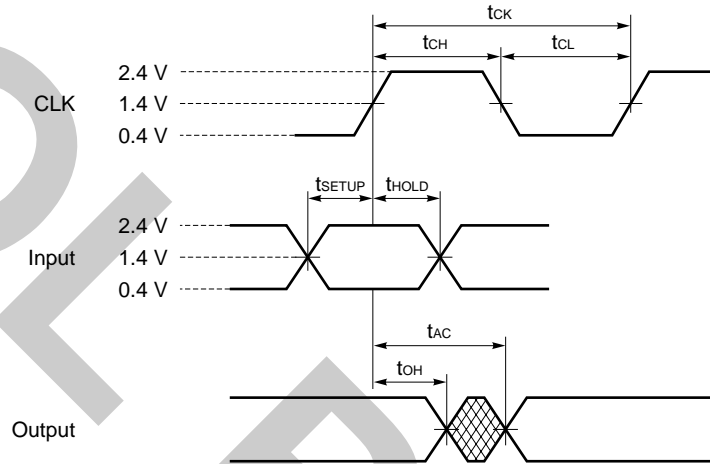 tCK
tCH tCL
2.4 V
CLK 1.4 V
0.4 V
tSETUP tHOLD
2.4 V
Input 1.4 V
0.4 V
tAC
tOH
Output